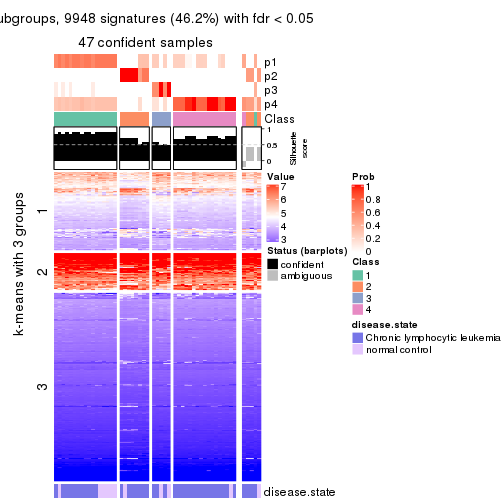 ubgroups, 9948 signatures (46.2%) with fdr < 0.05
47 confident samples
p1
p2
p3
p4
Class
1
0.5
0
Silhouette
score
k-means with 3 groups
1
2
3
disease.state
Value
7
6
5
4
3
Status (barplots)
confident
ambiguous
Prob
1
0.8
0.6
0.4
0.2
0
Class
1
2
3
4
disease.state
Chronic lymphocytic leukemia
normal control